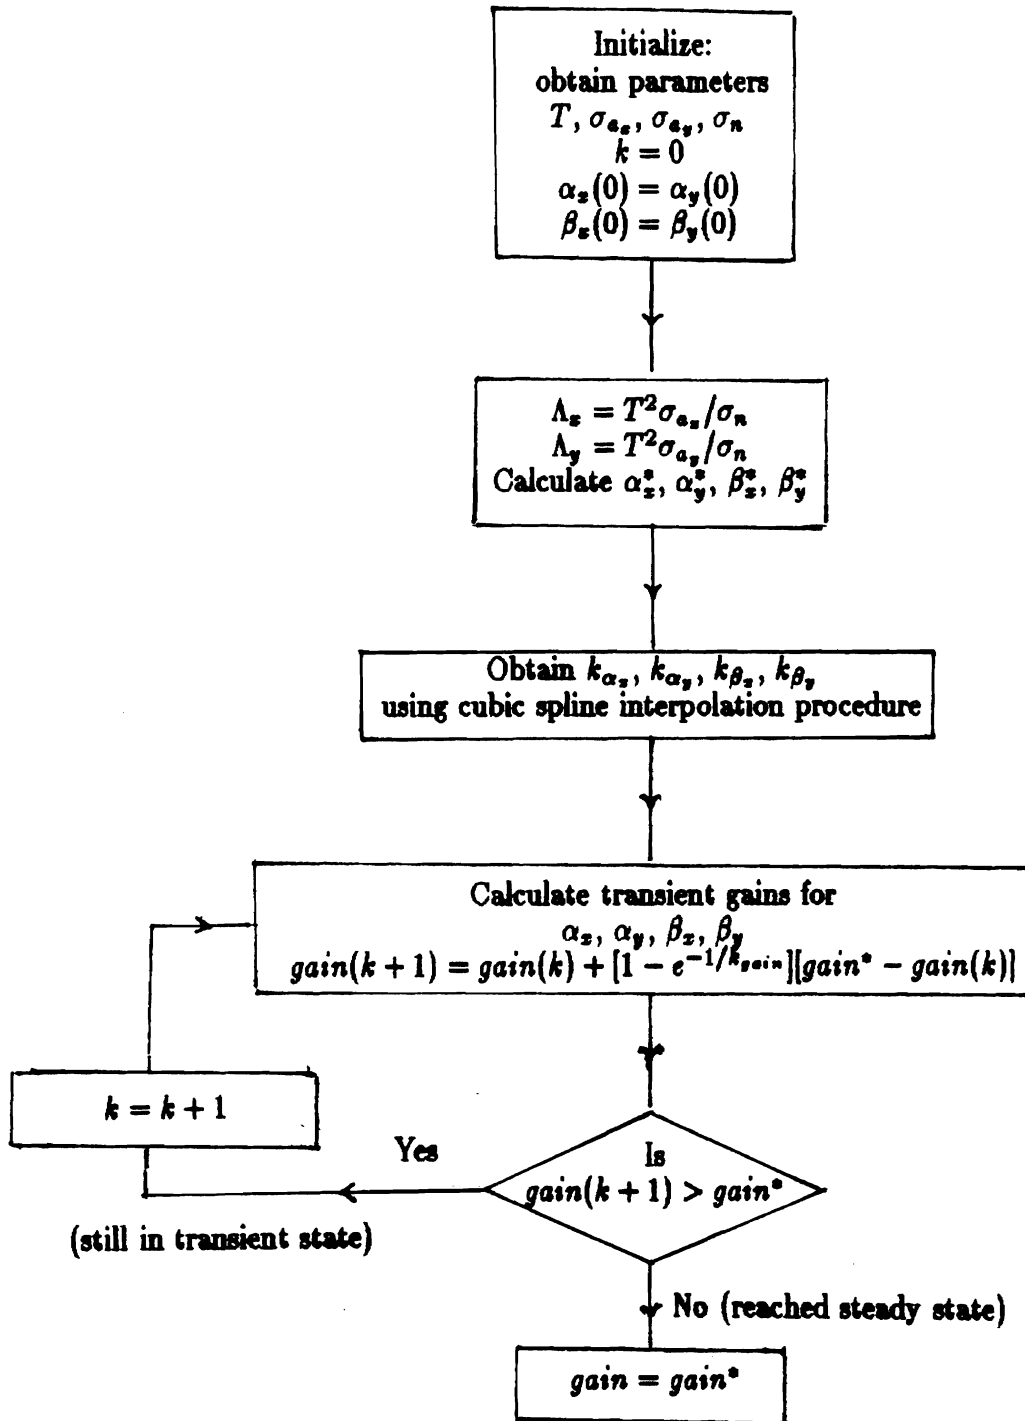 Initialize:
obtain parameters
T, σ_{a_x}, σ_{a_y}, σ_n
k = 0
α_x(0) = α_y(0)
β_x(0) = β_y(0)
Λ_x = T²σ_{a_x}/σ_n
Λ_y = T²σ_{a_y}/σ_n
Calculate α_x^*, α_y^*, β_x^*, β_y^*
Obtain k_{α_x}, k_{α_y}, k_{β_x}, k_{β_y}
using cubic spline interpolation procedure
Calculate transient gains for
α_x, α_y, β_x, β_y
gain(k + 1) = gain(k) + [1 − e^{−1/k_{gain}}][gain* − gain(k)]
k = k + 1
Yes
Is
gain(k + 1) > gain*
(still in transient state)
No (reached steady state)
gain = gain*